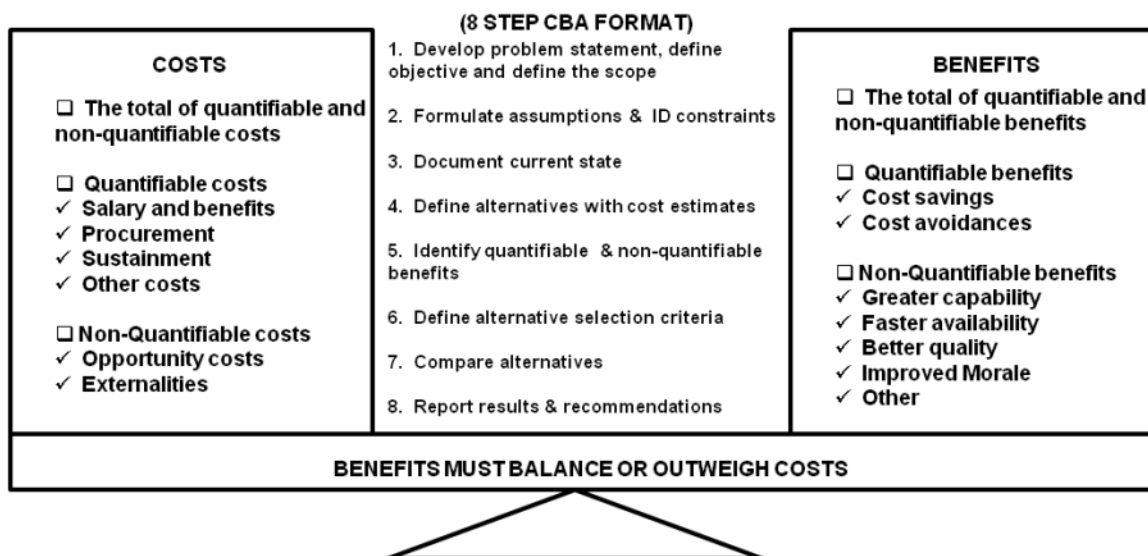 (8 STEP CBA FORMAT)
COSTS
❑ The total of quantifiable and
non-quantifiable costs
❑ Quantifiable costs
✓ Salary and benefits
✓ Procurement
✓ Sustainment
✓ Other costs
❑ Non-Quantifiable costs
✓ Opportunity costs
✓ Externalities
1. Develop problem statement, define
objective and define the scope
2. Formulate assumptions & ID constraints
3. Document current state
4. Define alternatives with cost estimates
5. Identify quantifiable & non-quantifiable
benefits
6. Define alternative selection criteria
7. Compare alternatives
8. Report results & recommendations
BENEFITS
❑ The total of quantifiable and
non-quantifiable benefits
❑ Quantifiable benefits
✓ Cost savings
✓ Cost avoidances
❑ Non-Quantifiable benefits
✓ Greater capability
✓ Faster availability
✓ Better quality
✓ Improved Morale
✓ Other
BENEFITS MUST BALANCE OR OUTWEIGH COSTS